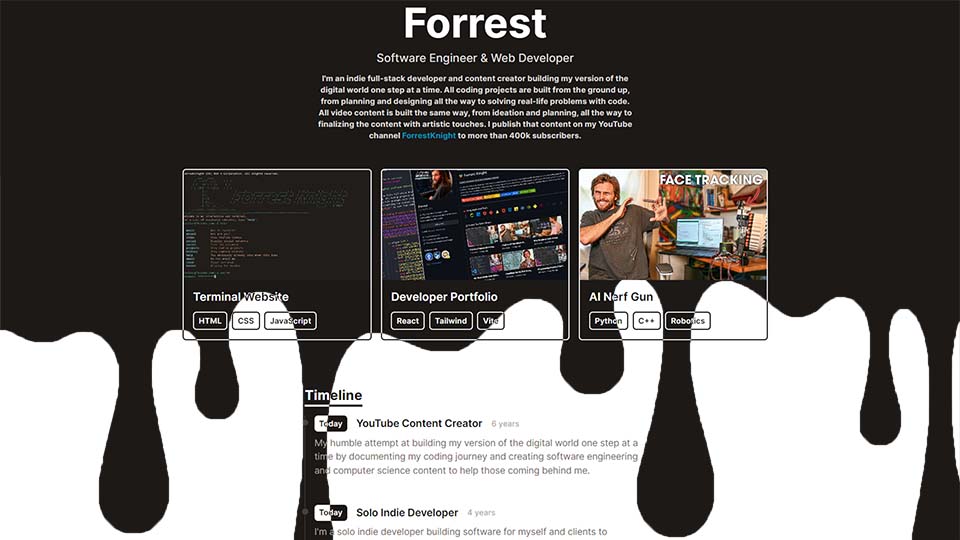 Forrest
Software Engineer & Web Developer
I'm an indie full-stack developer and content creator building my version of the
digital world one step at a time. All coding projects are built from the ground up,
from planning and designing all the way to solving real-life problems with code.
All video content is built the same way, from ideation and planning, all the way to
finalizing the content with artistic touches. I publish that content on my YouTube
channel ForrestKnight to more than 400k subscribers.
Forrest Knight
FACE TRACKING
Terminal Website
HTML CSS JavaScript
Developer Portfolio
React Tailwind Vite
AI Nerf Gun
Python C++ Robotics
Timeline
Today YouTube Content Creator 6 years
My humble attempt at building my version of the digital world one step at a
time by documenting my coding journey and creating software engineering
and computer science content to help those coming behind me.
Today Solo Indie Developer 4 years
I'm a solo indie developer building software for myself and clients to